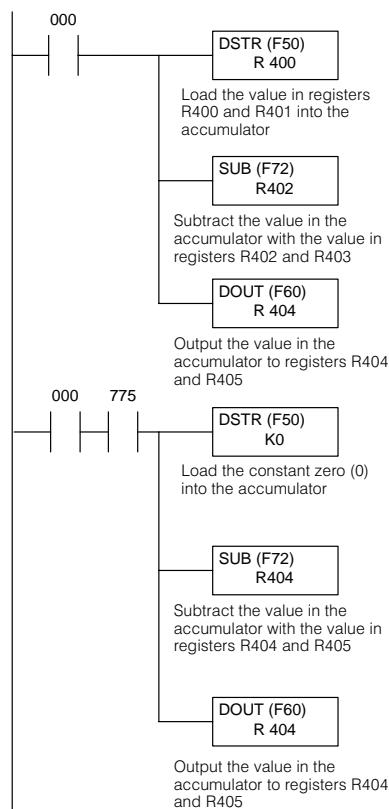 000
DSTR (F50)
R 400
Load the value in registers
R400 and R401 into the
accumulator
SUB (F72)
R402
Subtract the value in the
accumulator with the value in
registers R402 and R403
DOUT (F60)
R 404
Output the value in the
accumulator to registers R404
and R405
000 775
DSTR (F50)
K0
Load the constant zero (0)
into the accumulator
SUB (F72)
R404
Subtract the value in the
accumulator with the value in
registers R404 and R405
DOUT (F60)
R 404
Output the value in the
accumulator to registers R404
and R405